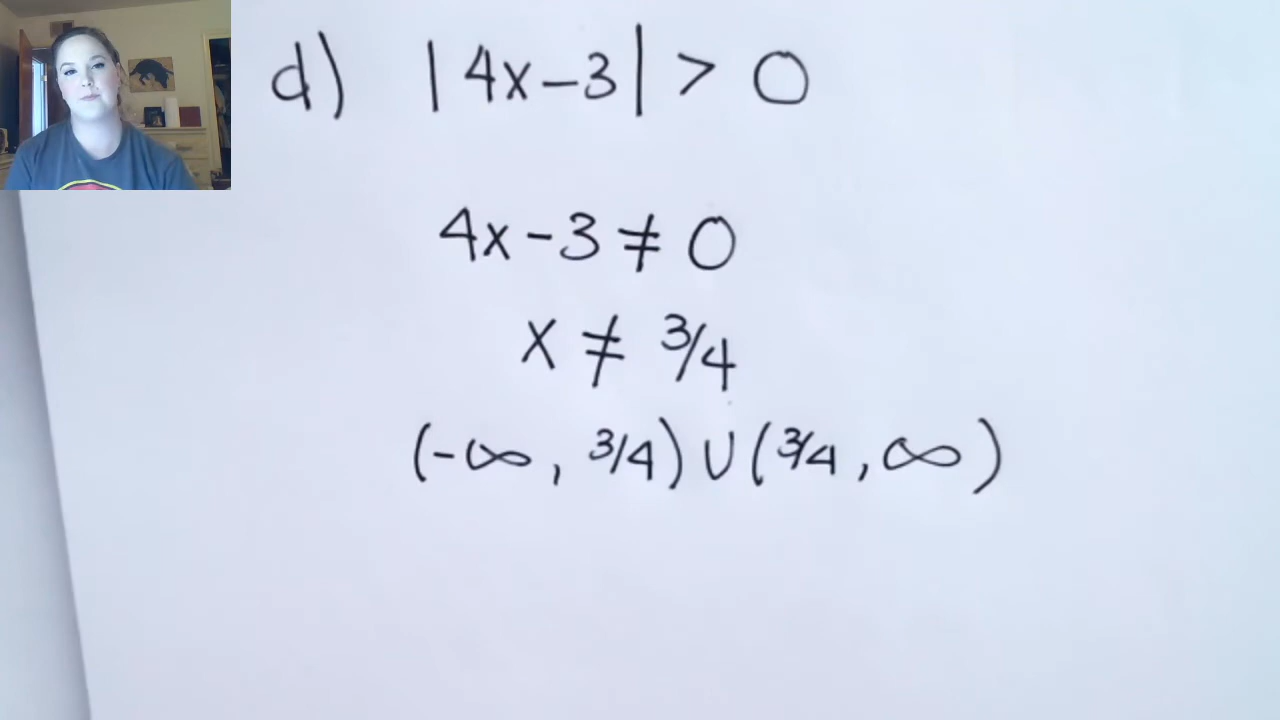 d) |4x-3| > 0
4x-3 ≠ 0
x ≠ 3/4
(-∞, 3/4) ∪ (3/4, ∞)